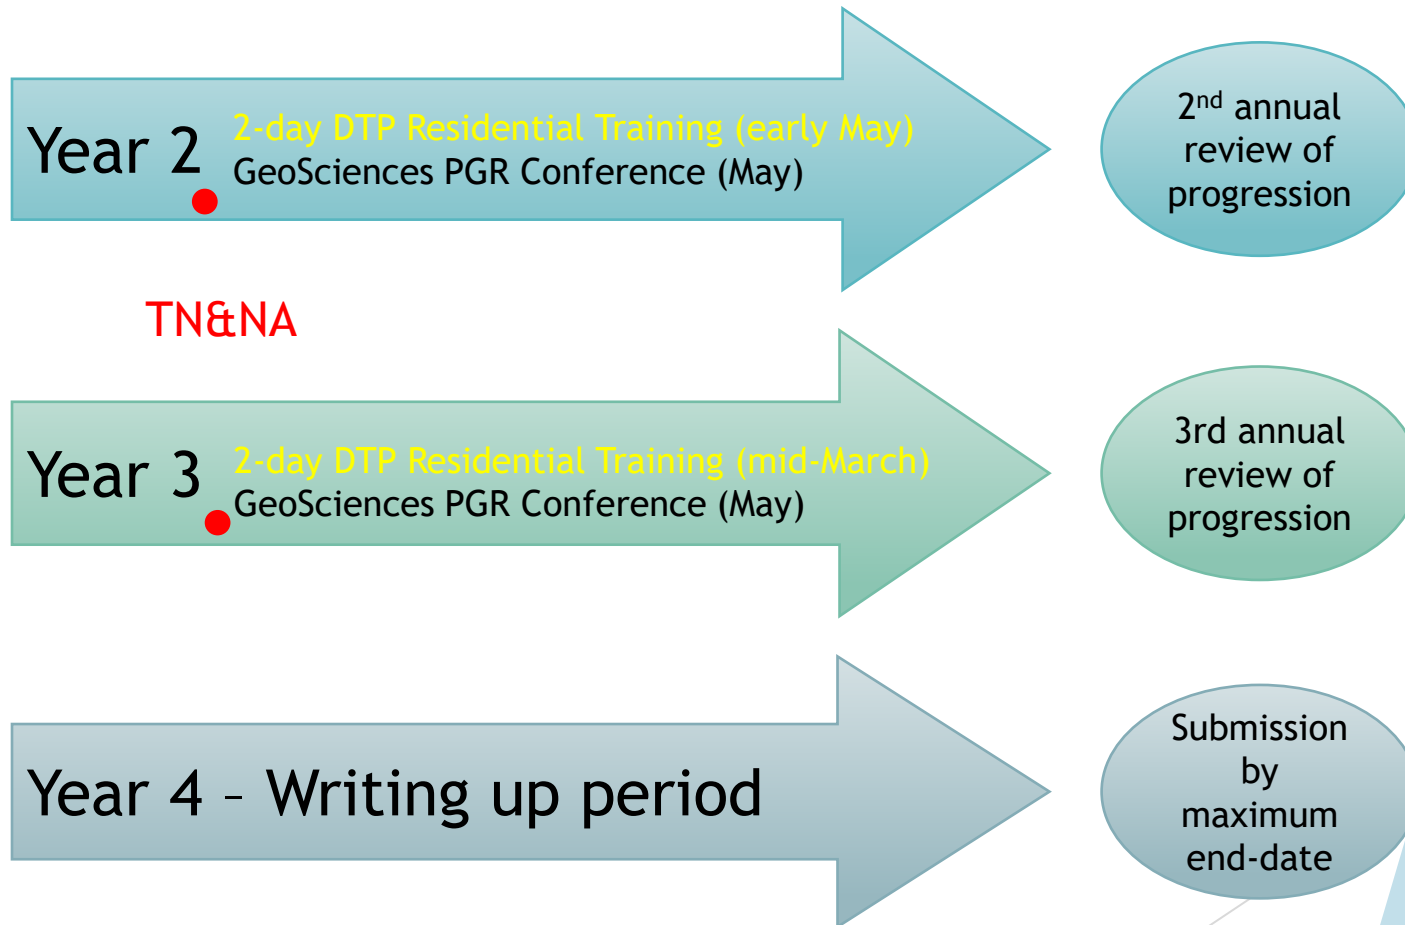 Year 2
2-day DTP Residential Training (early May)
GeoSciences PGR Conference (May)
2nd annual
review of
progression
TN&NA
Year 3
2-day DTP Residential Training (mid-March)
GeoSciences PGR Conference (May)
3rd annual
review of
progression
Year 4 – Writing up period
Submission
by
maximum
end-date